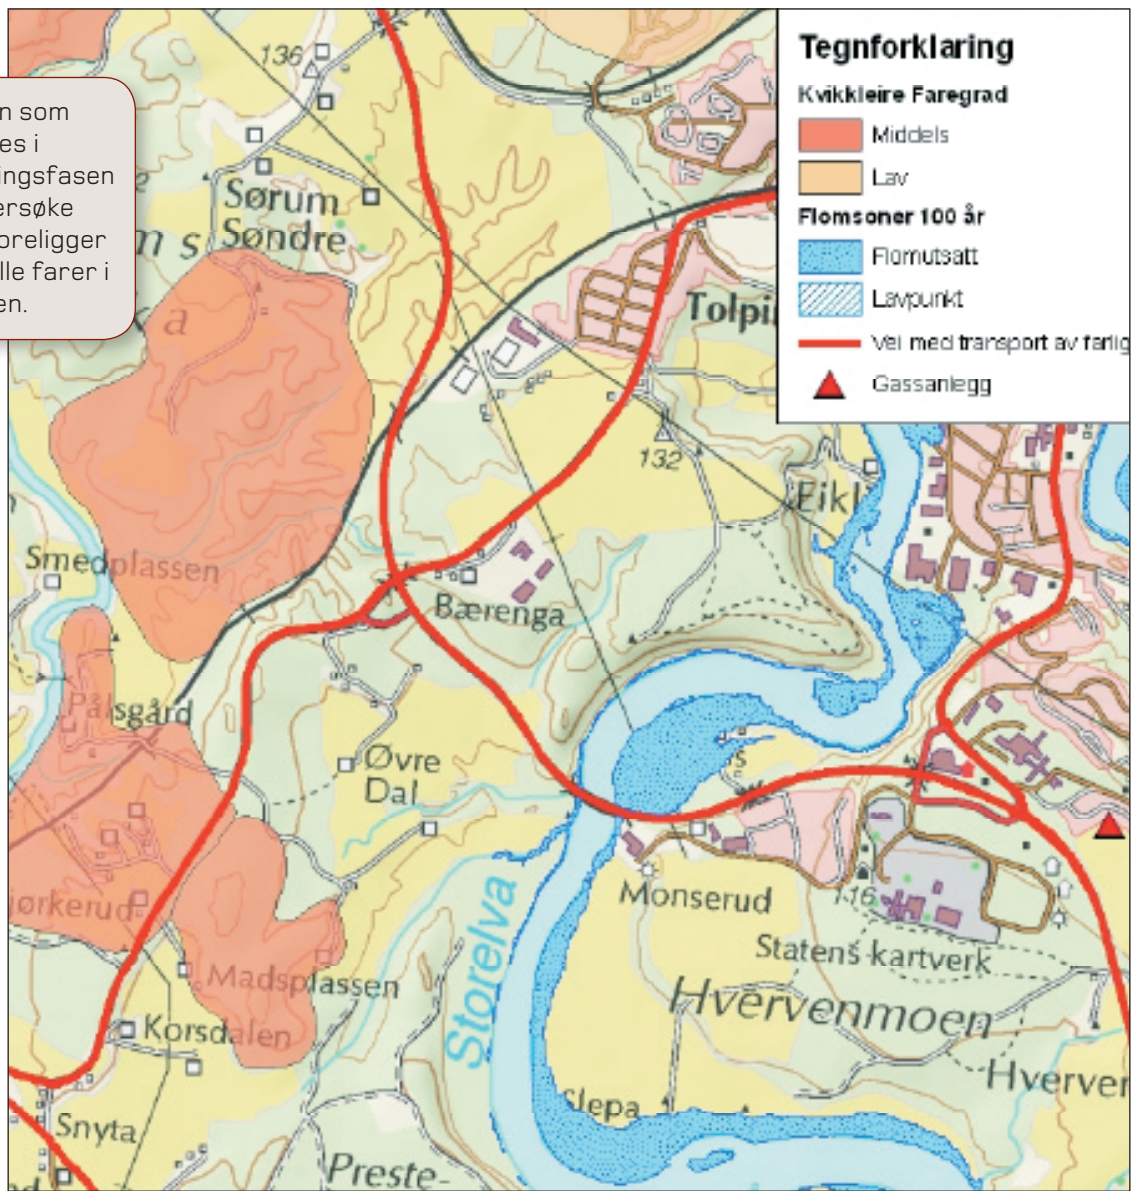 n som
es i
ingsfasen
ersøke
oreligger
lle farer i
en.
Tegnforklaring
Kvikkleire Faregrad
Middels
Lav
Flomsoner 100 år
Flomutsatt
Lavpunkt
Vei med transport av farlig
Gassanlegg
136
Sørum
Søndre
m s
k a
Tolpi
132
Eikl
Smedplassen
Bærenga
Pålsgård
Øvre
Dal
rs
Monserud
116
Statens kartverk
jørkerud
Madsplassen
Storelva
Hvervenmoen
Korsdalen
Hverven
Slepa
Snyta
Preste-